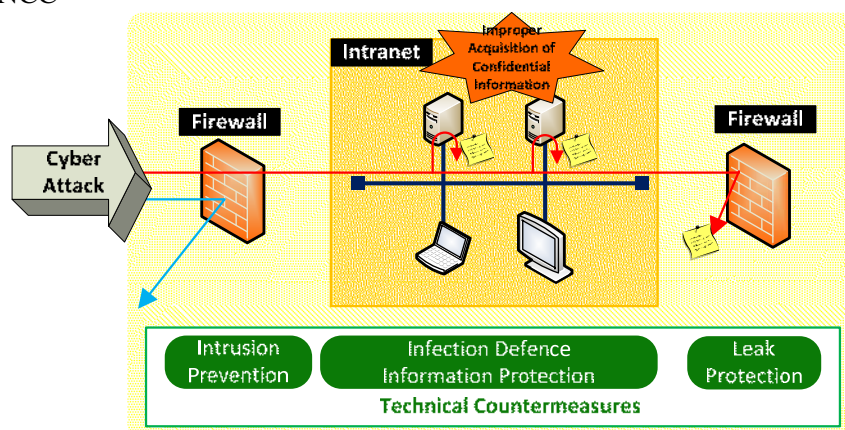 Improper
Acquisition of
Confidential
Information
Intranet
Firewall
Firewall
Cyber
Attack
Intrusion
Prevention
Infection Defence
Information Protection
Leak
Protection
Technical Countermeasures